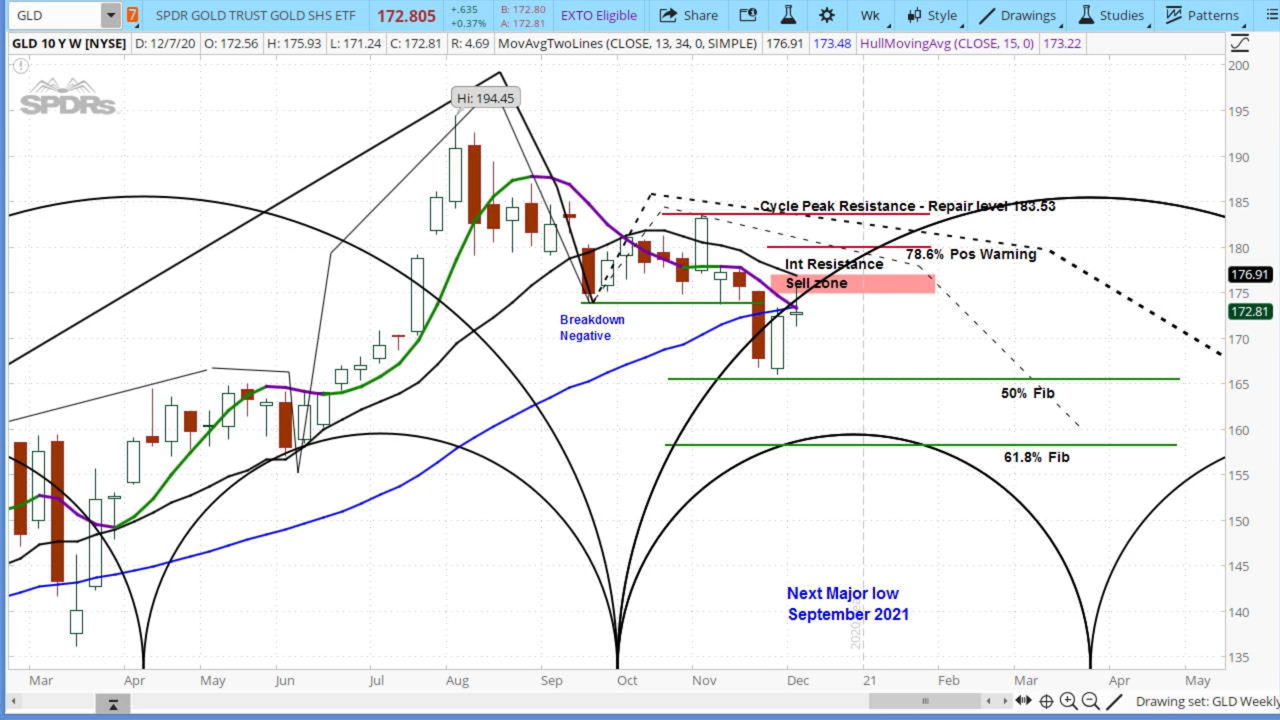 GLD
7
SPDR GOLD TRUST GOLD SHS ETF
172.805
+.635
+0.37%
B: 172.80
A: 172.81
EXTO Eligible
Share
Wk
Style
Drawings
Studies
Patterns
GLD 10 Y W [NYSE]
D: 12/7/20
O: 172.56
H: 175.93
L: 171.24
C: 172.81
R: 4.69
MovAvgTwoLines (CLOSE, 13, 34, 0, SIMPLE)
176.91
173.48
HullMovingAvg (CLOSE, 15, 0)
173.22
SPDRs
Hi: 194.45
Cycle Peak Resistance - Repair level 183.53
78.6% Pos Warning
Int Resistance
Sell zone
Breakdown
Negative
50% Fib
61.8% Fib
Next Major low
September 2021
200
195
190
185
180
176.91
175
172.81
170
165
160
155
150
145
140
135
Mar
Apr
May
Jun
Jul
Aug
Sep
Oct
Nov
Dec
21
Feb
Mar
Apr
May
Drawing set: GLD Weekly